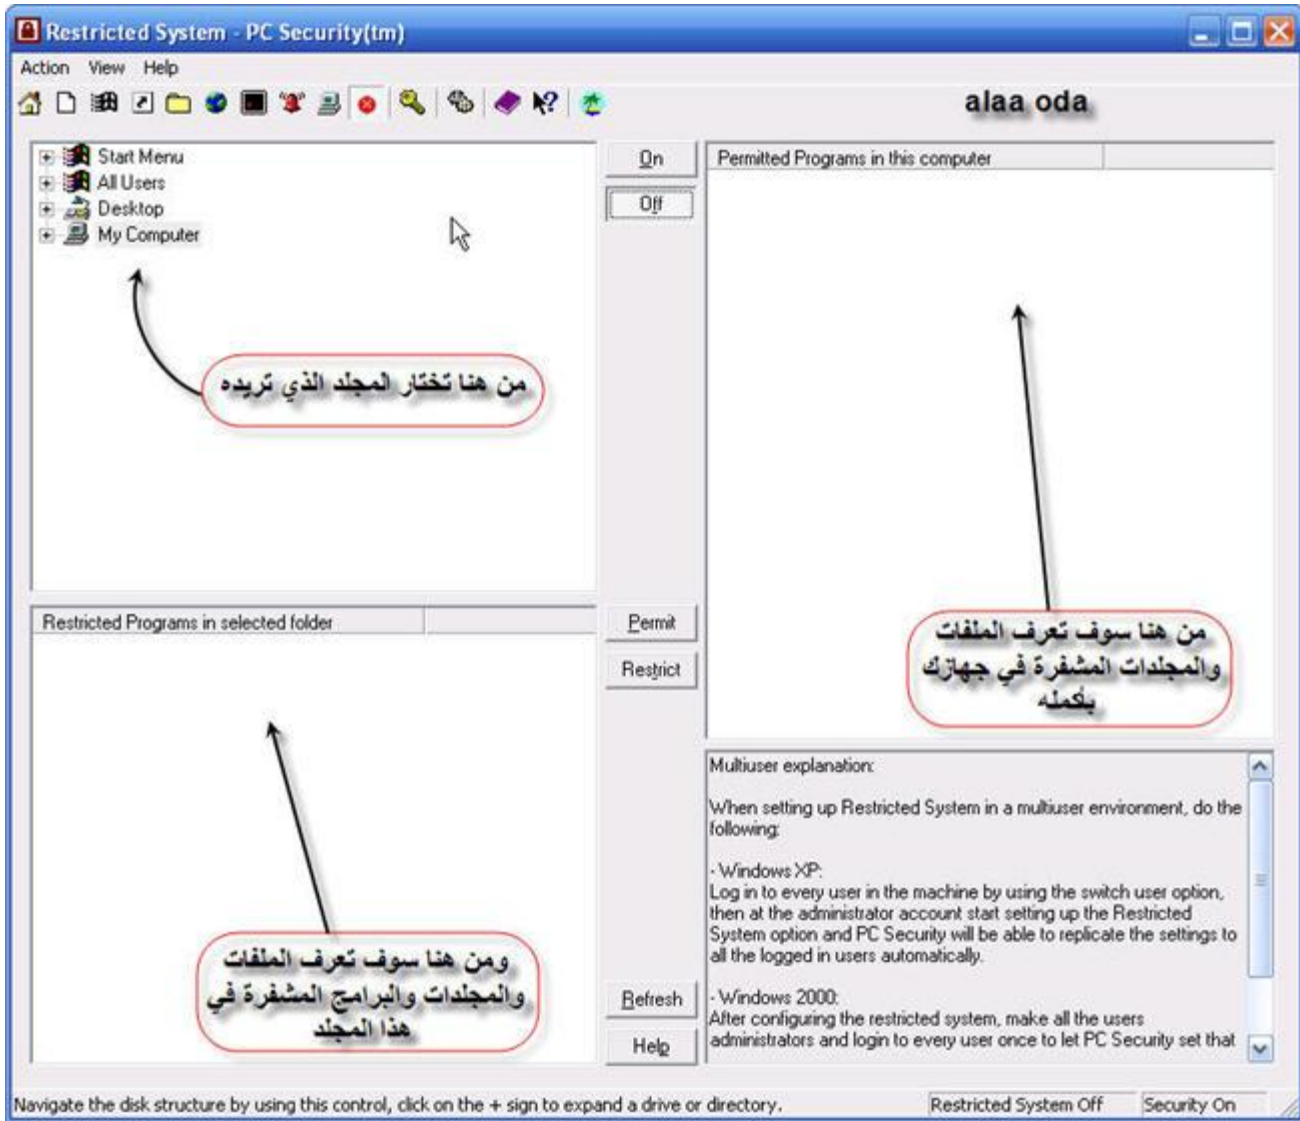 Restricted System - PC Security(tm)
Action View Help
alaa oda
Start Menu
All Users
Desktop
My Computer
من هنا تختار المجلد الذي تريده
On
Off
Permitted Programs in this computer
من هنا سوف تعرف الملفات
والمجلدات المشفرة في جهازك
بأكمله
Restricted Programs in selected folder
Permit
Restrict
ومن هنا سوف تعرف الملفات
والمجلدات والبرامج المشفرة في
هذا المجلد
Refresh
Help
Multiuser explanation:
When setting up Restricted System in a multiuser environment, do the
following:
- Windows XP:
Log in to every user in the machine by using the switch user option,
then at the administrator account start setting up the Restricted
System option and PC Security will be able to replicate the settings to
all the logged in users automatically.
- Windows 2000:
After configuring the restricted system, make all the users
administrators and login to every user once to let PC Security set that
Navigate the disk structure by using this control, click on the + sign to expand a drive or directory.
Restricted System Off
Security On